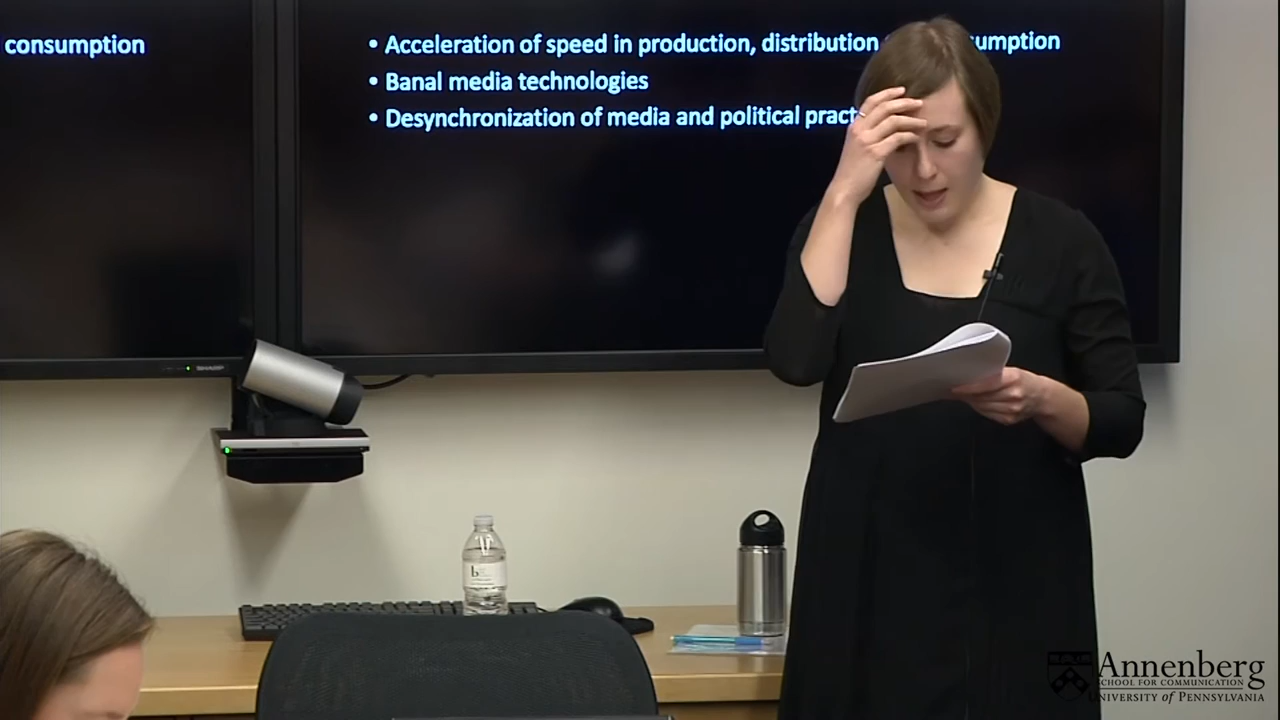 consumption
• Acceleration of speed in production, distribution
• Banal media technologies
• Desynchronization of media and political
SHARP
b
Annenberg
SCHOOL FOR COMMUNICATION
UNIVERSITY OF PENNSYLVANIA